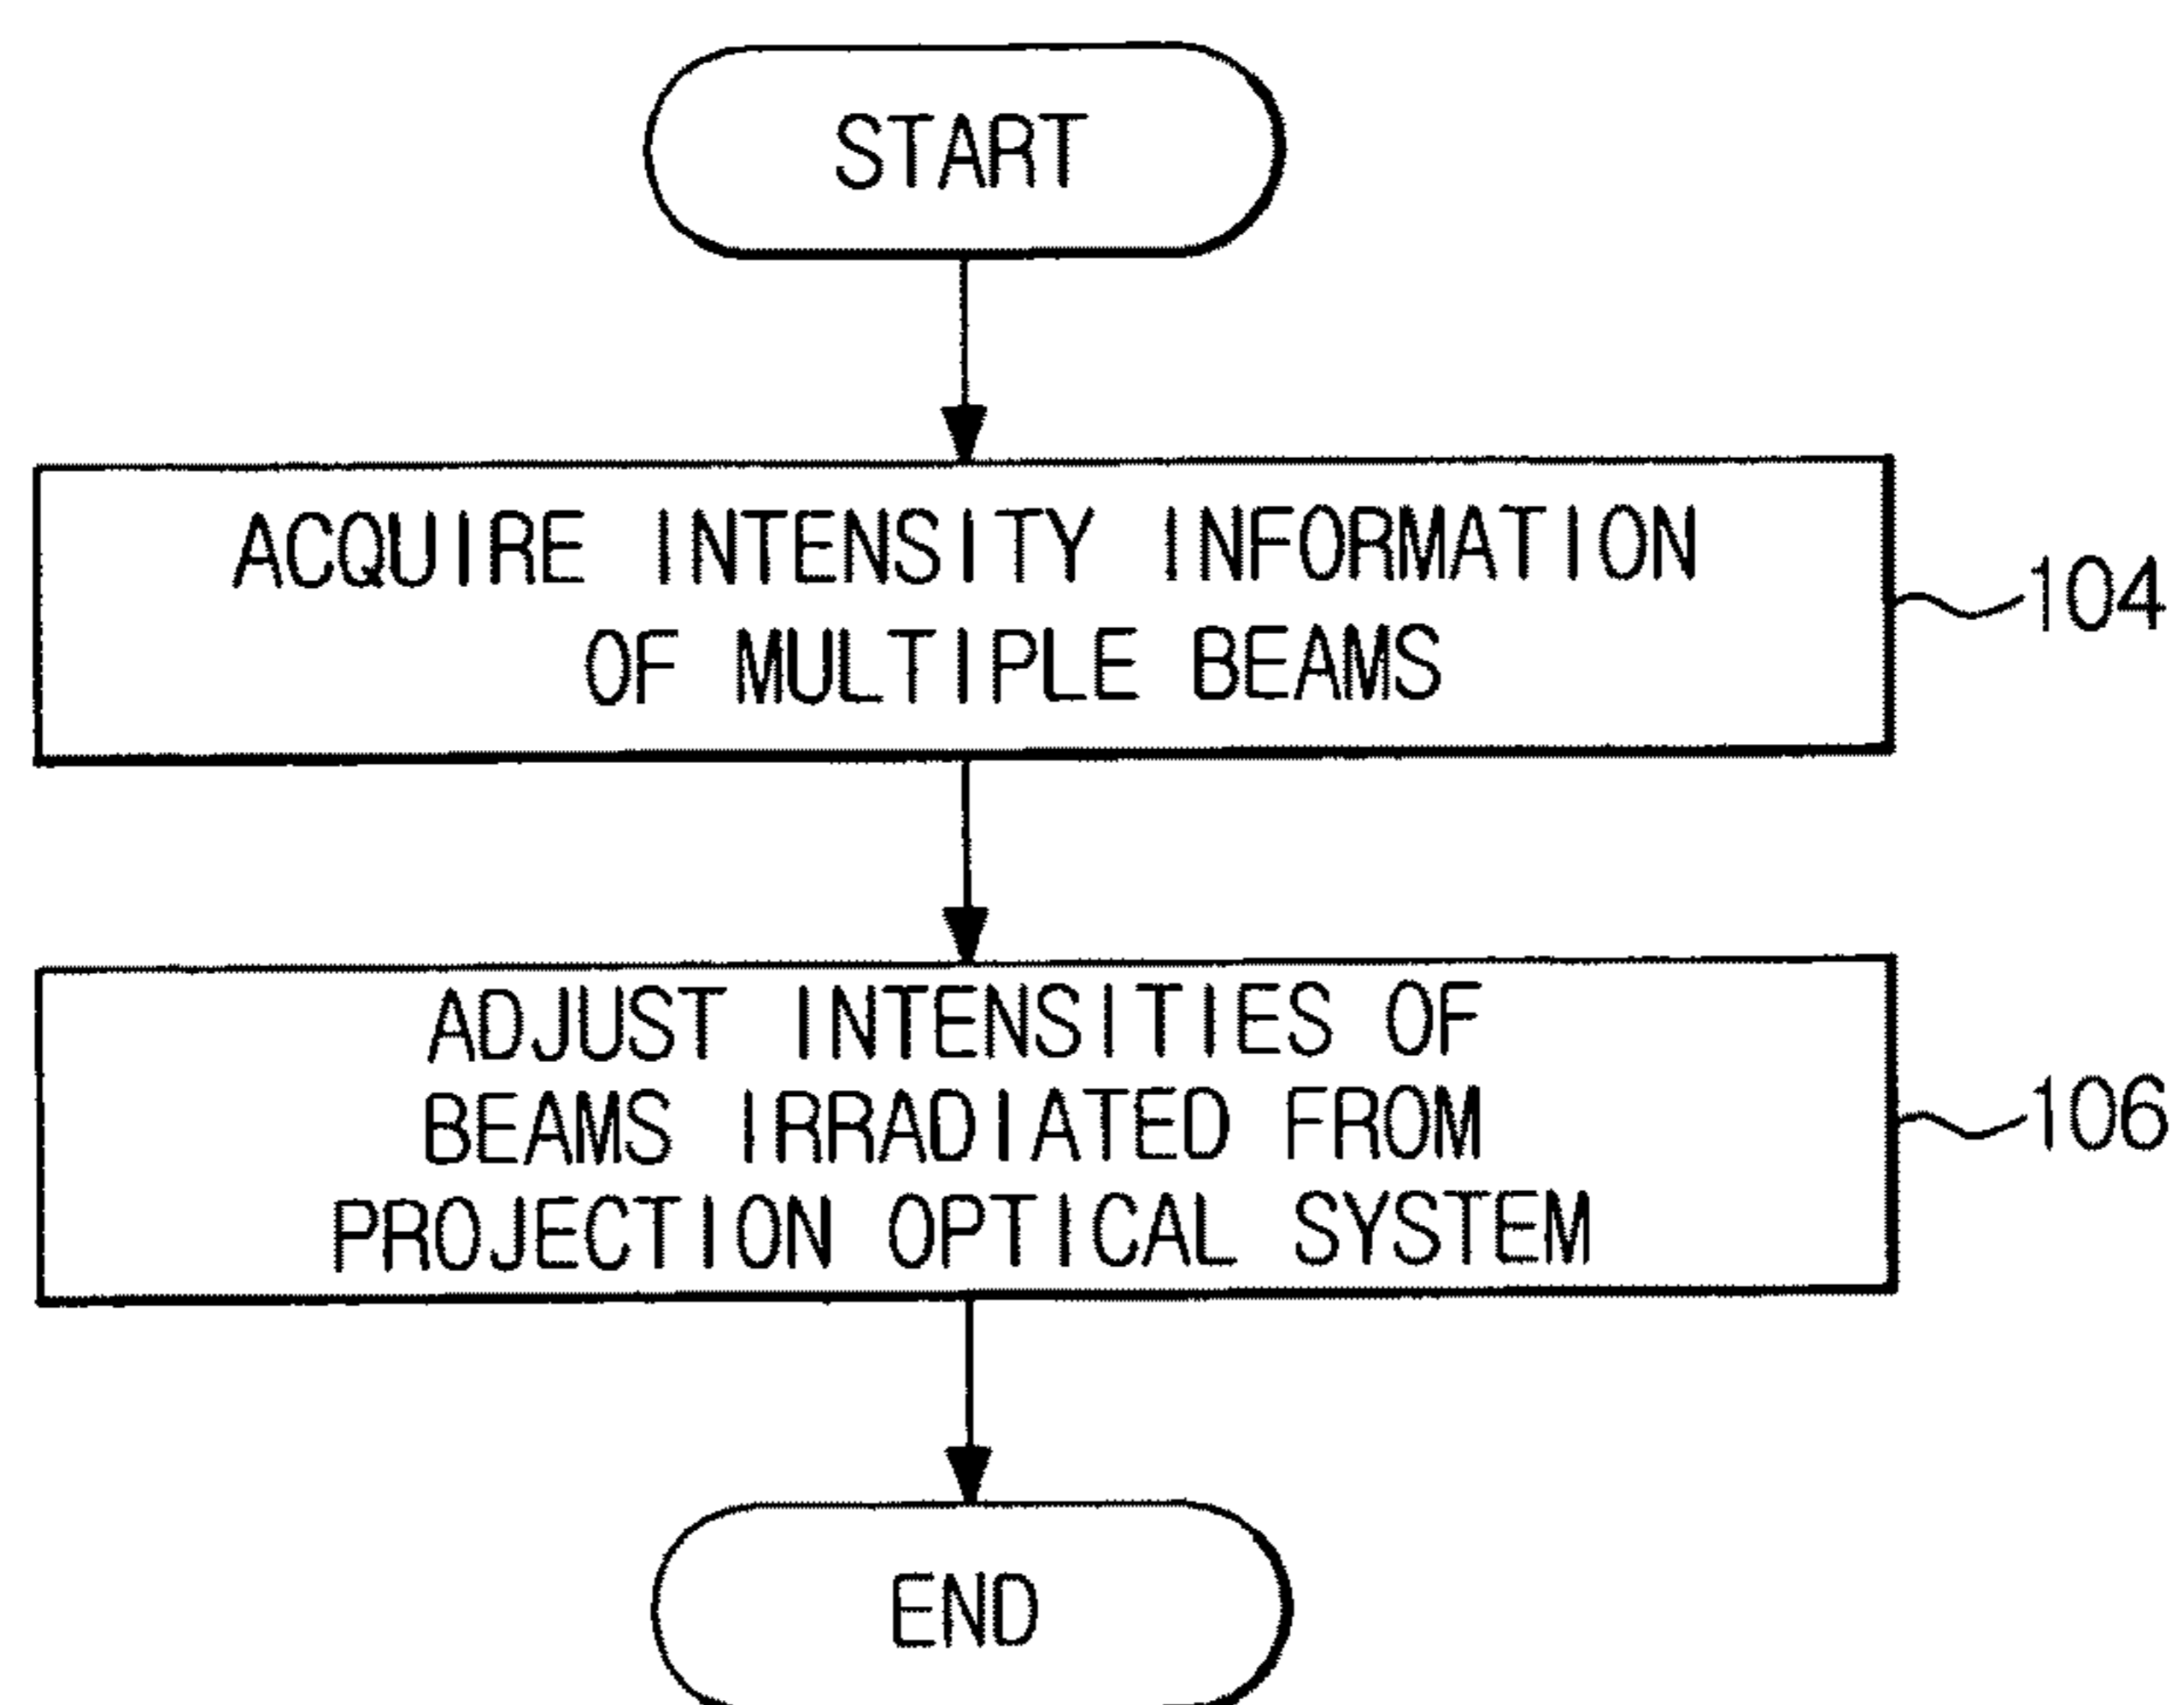 START
ACQUIRE INTENSITY INFORMATION
OF MULTIPLE BEAMS
104
ADJUST INTENSITIES OF
BEAMS IRRADIATED FROM
PROJECTION OPTICAL SYSTEM
106
END